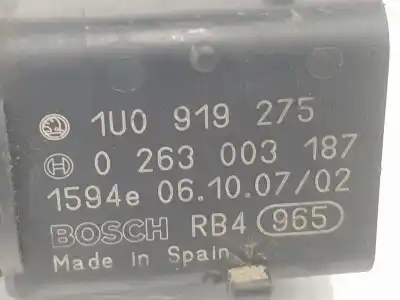 1U0 919 275
0 263 003 187
1594e 06.10.07/02
BOSCH RB4 965
Made in Spain